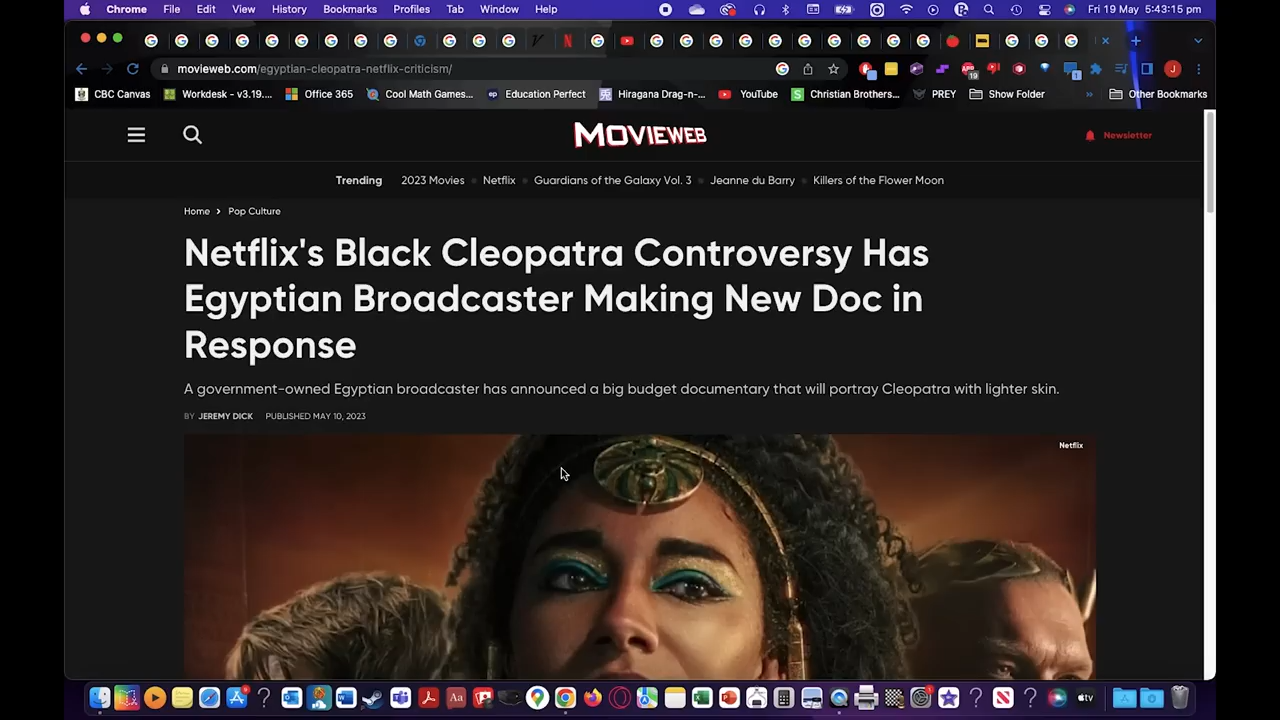 Chrome File Edit View History Bookmarks Profiles Tab Window Help Fri 19 May 5:43:15 pm
movieweb.com/egyptian-cleopatra-netflix-criticism/
CBC Canvas Workdesk - v3.19.... Office 365 Cool Math Games... Education Perfect Hiragana Drag-n-... YouTube Christian Brothers... PREY Show Folder » Other Bookmarks
MOVIEWEB Newsletter
Trending 2023 Movies Netflix Guardians of the Galaxy Vol. 3 Jeanne du Barry Killers of the Flower Moon
Home > Pop Culture
Netflix's Black Cleopatra Controversy Has
Egyptian Broadcaster Making New Doc in
Response
A government-owned Egyptian broadcaster has announced a big budget documentary that will portray Cleopatra with lighter skin.
BY JEREMY DICK PUBLISHED MAY 10, 2023
Netflix